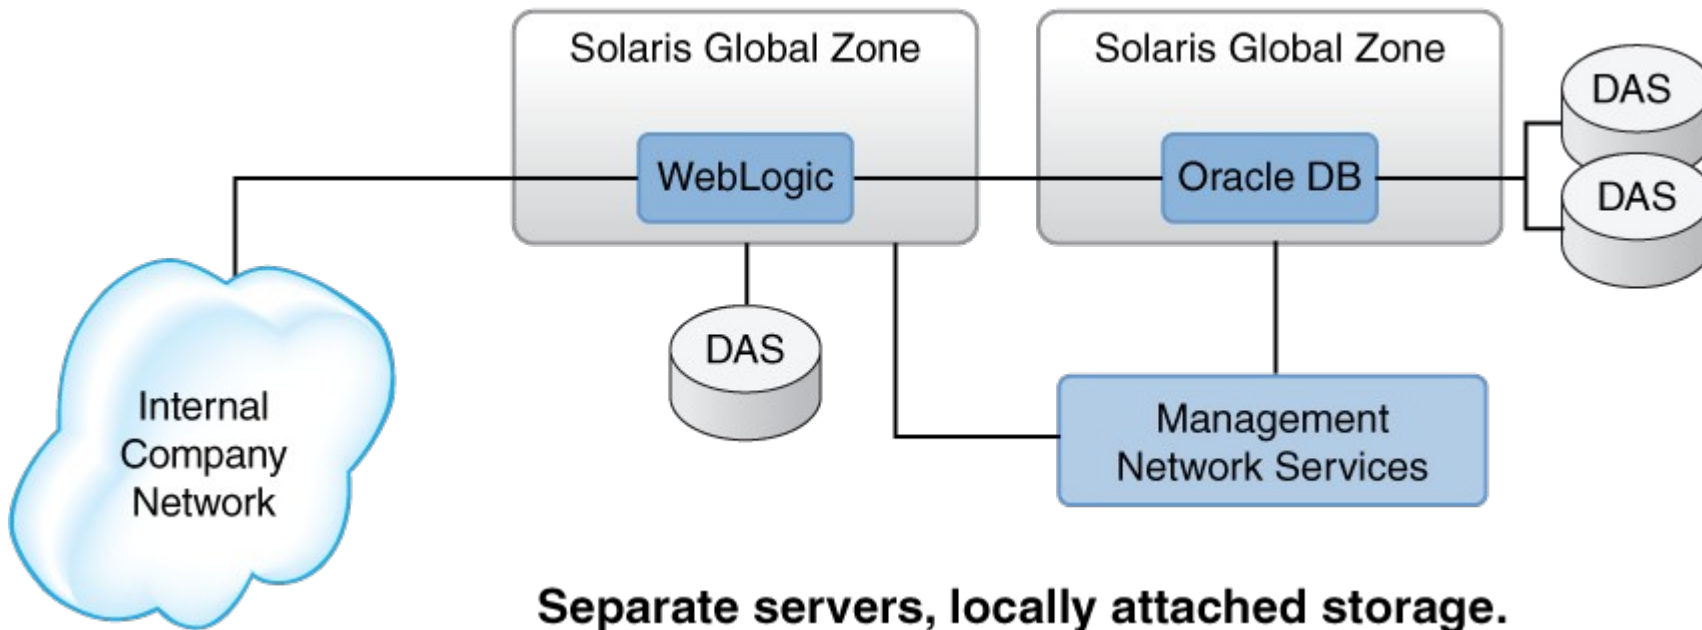 Solaris Global Zone
Solaris Global Zone
DAS
WebLogic
Oracle DB
DAS
DAS
Internal
Company
Network
Management
Network Services
Separate servers, locally attached storage.